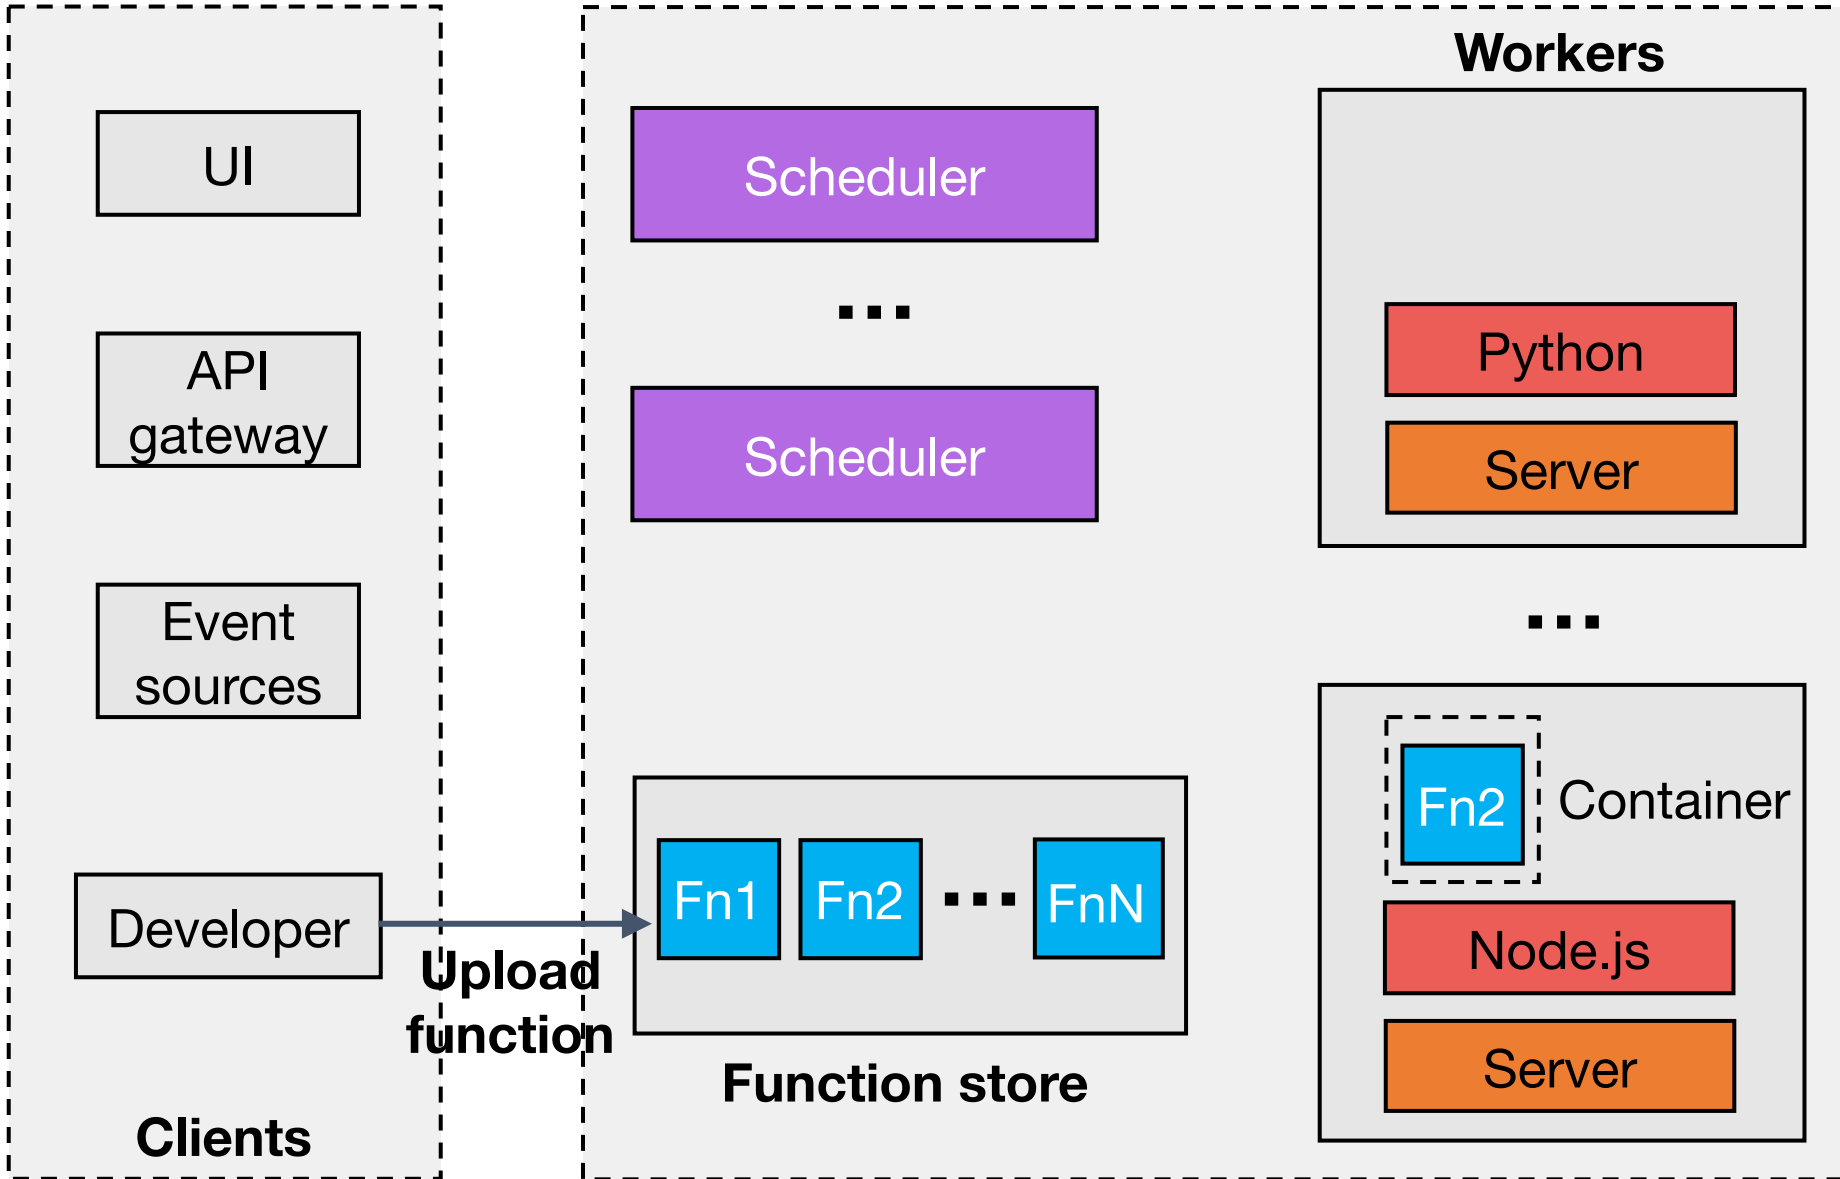 UI
API
gateway
Event
sources
Developer
Clients
Upload
function
Scheduler
...
Scheduler
Fn1 Fn2 ... FnN
Function store
Workers
Python
Server
...
Fn2 Container
Node.js
Server